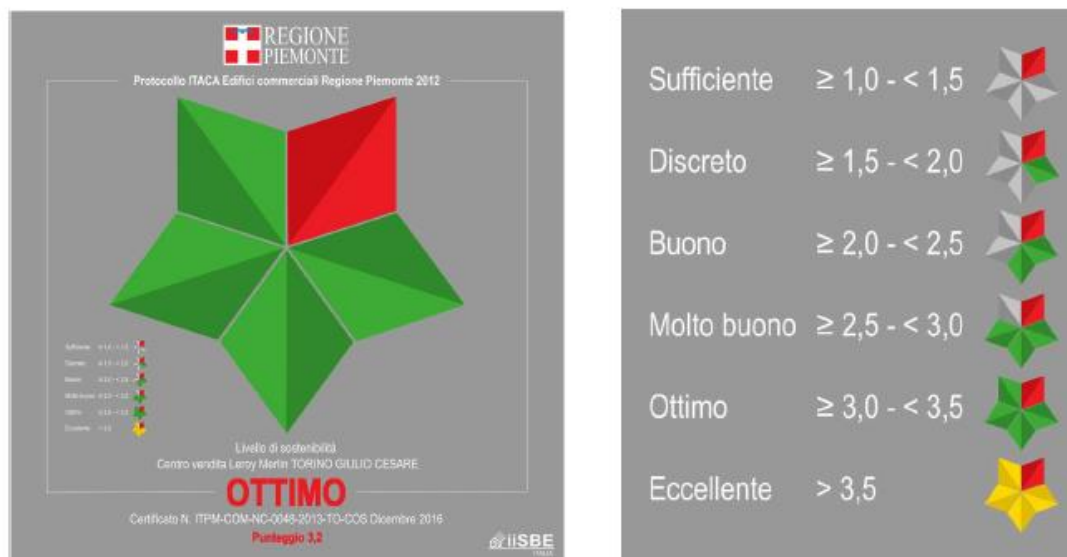 REGIONE
PIEMONTE
Protocollo ITACA Edifici commerciali Regione Piemonte 2012
Livello di sostenibilità
Centro vendita Leroy Merlin TORINO GIULIO CESARE
OTTIMO
Certificato N. ITPM-COM-NC-0046-2013-TO-COS Dicembre 2016
Punteggio 3,2
iiSBE
ITALIA
Sufficiente ≥ 1,0 - < 1,5
Discreto ≥ 1,5 - < 2,0
Buono ≥ 2,0 - < 2,5
Molto buono ≥ 2,5 - < 3,0
Ottimo ≥ 3,0 - < 3,5
Eccellente > 3,5